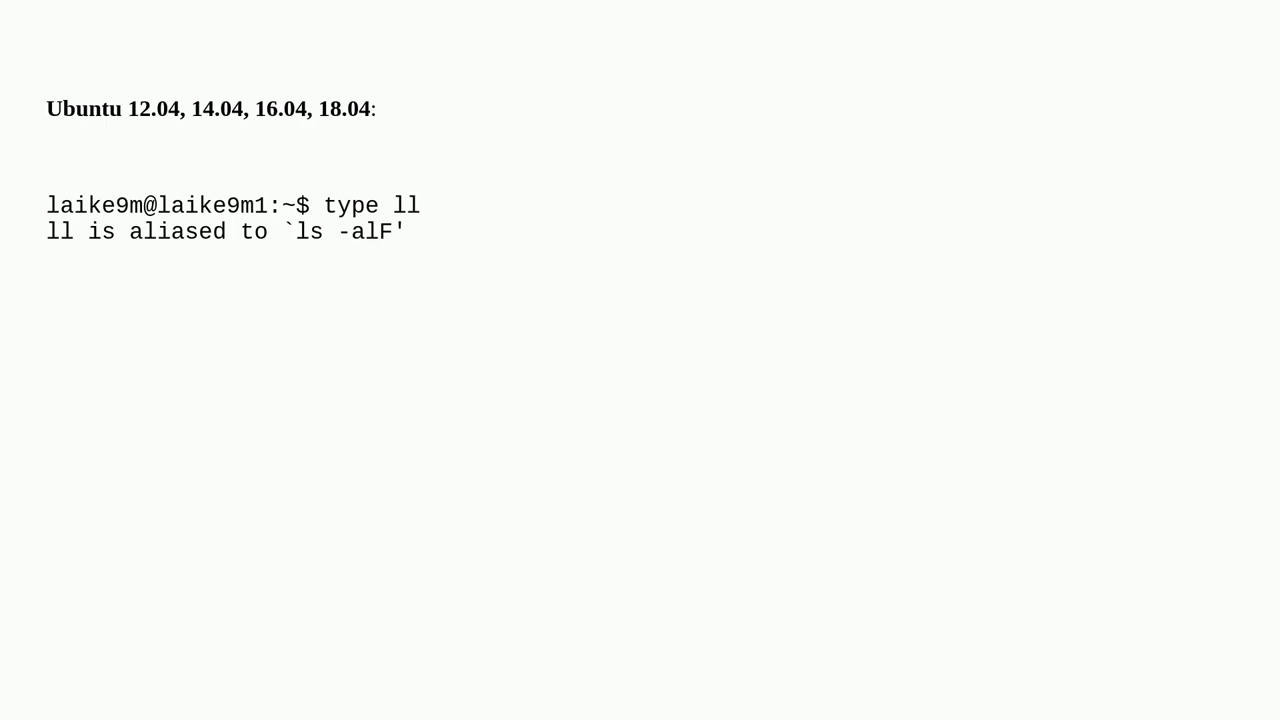 Ubuntu 12.04, 14.04, 16.04, 18.04:
laike9m@laike9m1:~$ type ll
ll is aliased to `ls -alF'